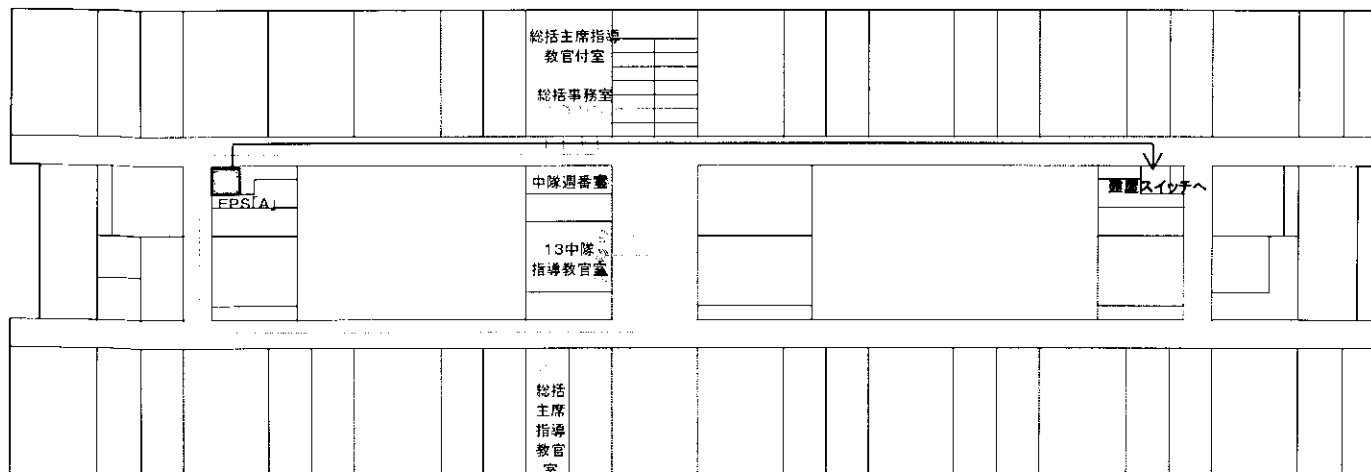 総括主席指導
教官付室
総括事務室
中隊週番室
EPS「A」
スイッチへ
13中隊
指導教官室
総括
主席
指導
教官
室